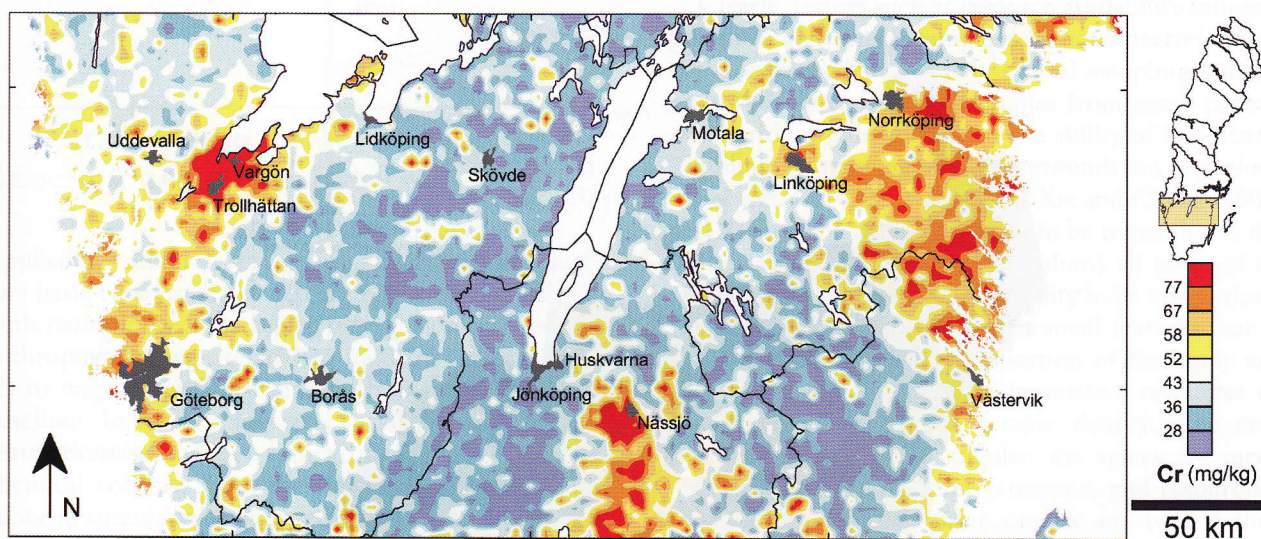 Norrköping
Motala
Lidköping
Uddevalla
Vargön
Skövde
Linköping
Trollhättan
77
67
58
52
43
36
28
Huskvarna
Göteborg
Borås
Jönköping
Västervik
Nässjö
Cr (mg/kg)
N
50 km